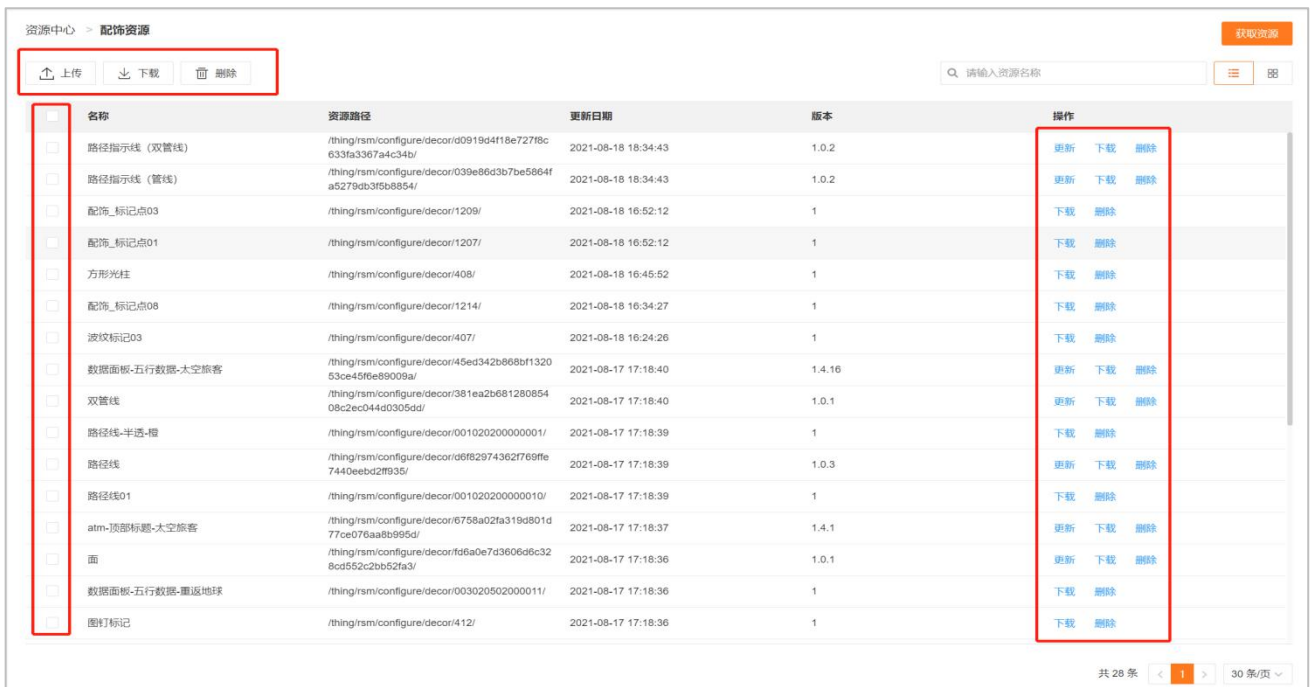 资源中心 > 配饰资源
获取资源
上传 下载 删除
请输入资源名称
名称 资源路径 更新日期 版本 操作
路径指示线（双管线） /thing/rsm/configure/decor/d0919d4f18e727f8c 2021-08-18 18:34:43 1.0.2 更新 下载 删除
633fa3367a4c34b/
路径指示线（管线） /thing/rsm/configure/decor/039e86d3b7be5864f 2021-08-18 18:34:43 1.0.2 更新 下载 删除
a5279db3f5b8854/
配饰_标记点03 /thing/rsm/configure/decor/1209/ 2021-08-18 16:52:12 1 下载 删除
配饰_标记点01 /thing/rsm/configure/decor/1207/ 2021-08-18 16:52:12 1 下载 删除
方形光柱 /thing/rsm/configure/decor/408/ 2021-08-18 16:45:52 1 下载 删除
配饰_标记点08 /thing/rsm/configure/decor/1214/ 2021-08-18 16:34:27 1 下载 删除
波纹标记03 /thing/rsm/configure/decor/407/ 2021-08-18 16:24:26 1 下载 删除
数据面板-五行数据-太空旅客 /thing/rsm/configure/decor/45ed342b868bf1320 2021-08-17 17:18:40 1.4.16 更新 下载 删除
53ce45f6e89009a/
双管线 /thing/rsm/configure/decor/381ea2b681280854 2021-08-17 17:18:40 1.0.1 更新 下载 删除
08c2ec044d0305dd/
路径线-半透-橙 /thing/rsm/configure/decor/001020200000001/ 2021-08-17 17:18:39 1 下载 删除
路径线 /thing/rsm/configure/decor/d6f82974362f769ffe 2021-08-17 17:18:39 1.0.3 更新 下载 删除
7440eebd2ff935/
路径线01 /thing/rsm/configure/decor/001020200000010/ 2021-08-17 17:18:39 1 下载 删除
atm-顶部标题-太空旅客 /thing/rsm/configure/decor/6758a02fa319d801d 2021-08-17 17:18:37 1.4.1 更新 下载 删除
77ce076aa8b995d/
面 /thing/rsm/configure/decor/fd6a0e7d3606d6c32 2021-08-17 17:18:36 1.0.1 更新 下载 删除
8cd552c2bb52fa3/
数据面板-五行数据-重返地球 /thing/rsm/configure/decor/003020502000011/ 2021-08-17 17:18:36 1 下载 删除
图钉标记 /thing/rsm/configure/decor/412/ 2021-08-17 17:18:36 1 下载 删除
共 28 条 < 1 > 30 条/页